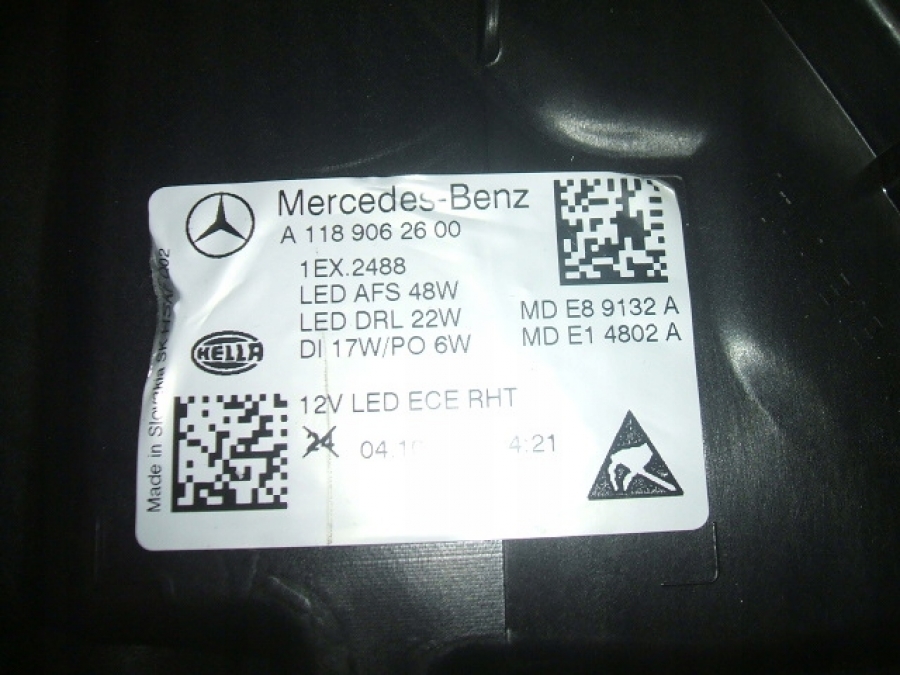 Mercedes-Benz
A 118 906 26 00
1EX.2488
LED AFS 48W
LED DRL 22W
DI 17W/PO 6W
MD E8 9132 A
MD E1 4802 A
HELLA
12V LED ECE RHT
24
04.1
4:21
Made in Slovakia